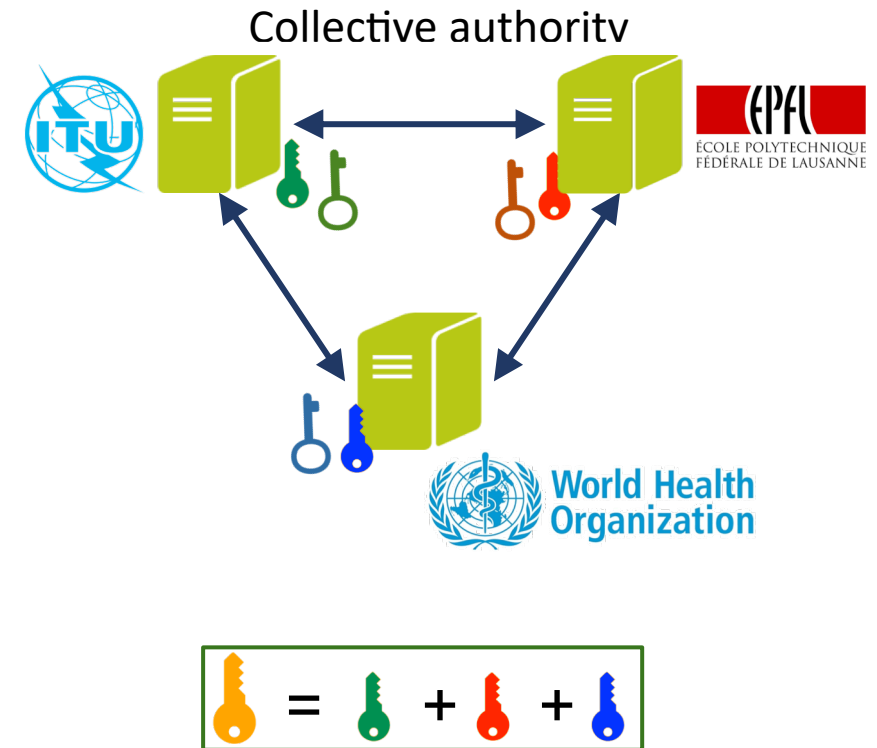 Collective authority
ITU
EPFL
ÉCOLE POLYTECHNIQUE
FÉDÉRALE DE LAUSANNE
World Health
Organization
= + +